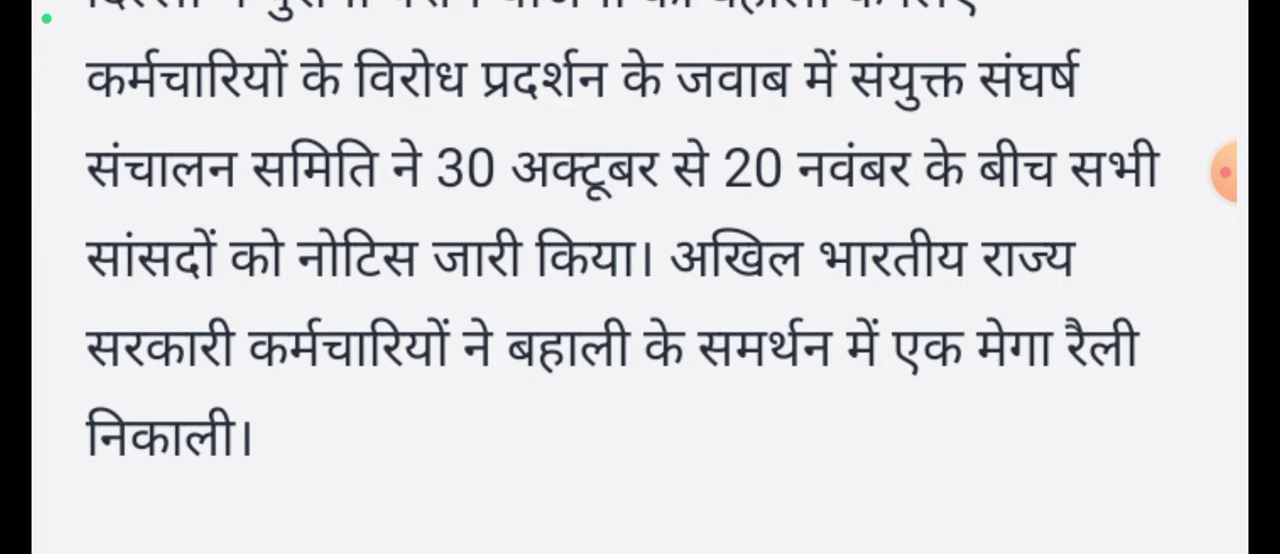 कर्मचारियों के विरोध प्रदर्शन के जवाब में संयुक्त संघर्ष
संचालन समिति ने 30 अक्टूबर से 20 नवंबर के बीच सभी
सांसदों को नोटिस जारी किया। अखिल भारतीय राज्य
सरकारी कर्मचारियों ने बहाली के समर्थन में एक मेगा रैली
निकाली।